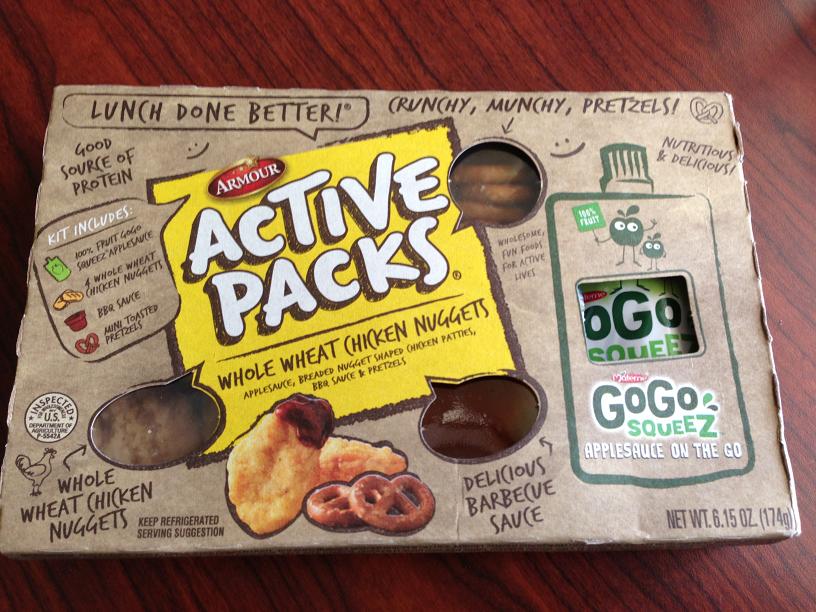 LUNCH DONE BETTER!®
CRUNCHY, MUNCHY, PRETZELS!
GOOD
SOURCE OF
PROTEIN
NUTRITIOUS
& DELICIOUS!
ARMOUR
ACTIVE
PACKS®
WHOLE WHEAT CHICKEN NUGGETS
APPLESAUCE, BREADED NUGGET SHAPED CHICKEN PATTIES,
BBQ SAUCE & PRETZELS
KIT INCLUDES:
100% FRUIT GOGO
SQUEEZ APPLESAUCE
4 WHOLE WHEAT
CHICKEN NUGGETS
BBQ SAUCE
MINI TOASTED
PRETZELS
WHOLESOME,
FUN FOODS
FOR ACTIVE
LIVES
100%
FRUIT
GoGo
SQUEEZ
Materne
GoGo
SQUEEZ
APPLESAUCE ON THE GO
INSPECTED
U.S.
DEPARTMENT OF
AGRICULTURE
P-5542A
WHOLE
WHEAT CHICKEN
NUGGETS
KEEP REFRIGERATED
SERVING SUGGESTION
DELICIOUS
BARBECUE
SAUCE
NET WT. 6.15 OZ. (174g)